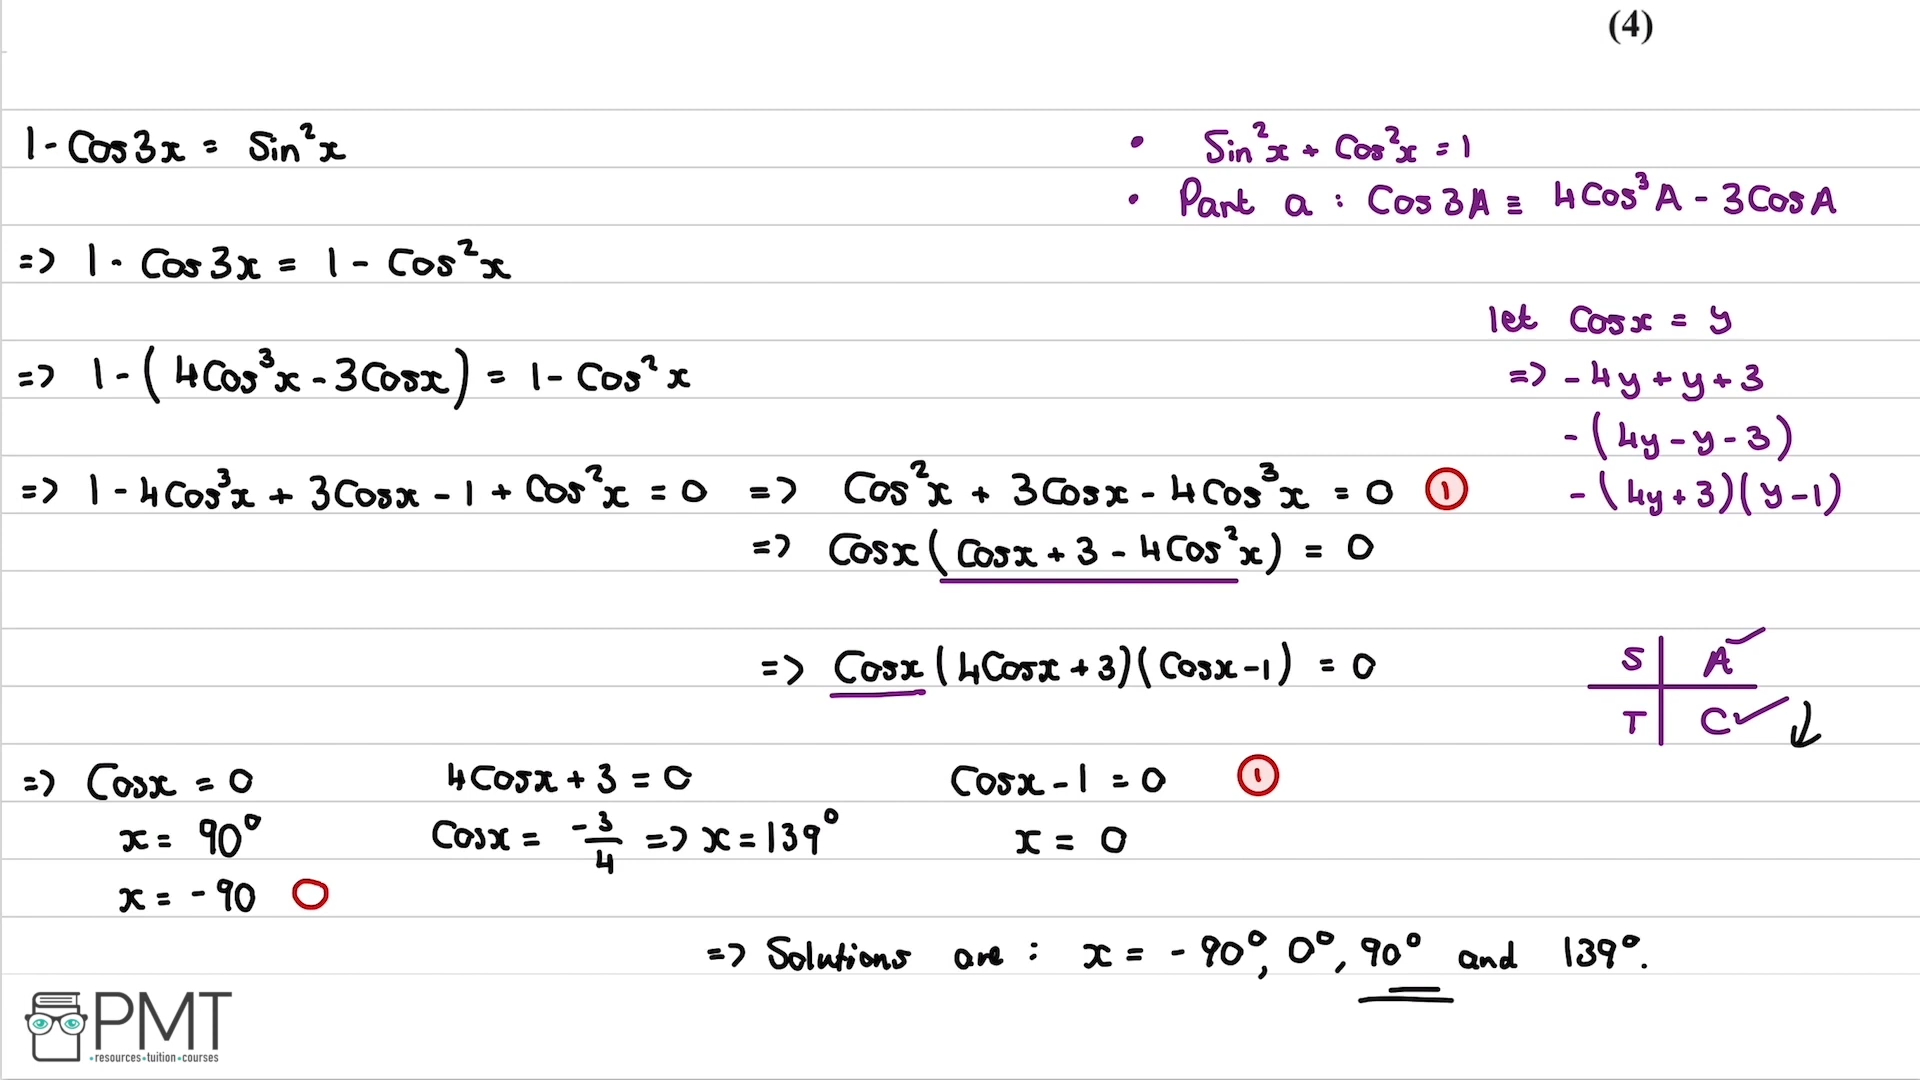 (4)
1 - Cos3x = Sin²x
• Sin²x + Cos²x = 1
• Part a : Cos3A ≡ 4Cos³A - 3CosA
=> 1 - Cos3x = 1 - Cos²x
=> 1 - (4Cos³x - 3Cosx) = 1 - Cos²x
let Cosx = y
=> - 4y + y + 3
- (4y - y - 3)
- (4y + 3)(y - 1)
=> 1 - 4Cos³x + 3Cosx - 1 + Cos²x = 0 => Cos²x + 3Cosx - 4Cos³x = 0 1
=> Cosx (Cosx + 3 - 4Cos²x) = 0
=> Cosx (4Cosx + 3)(Cosx - 1) = 0
S A
T C
=> Cosx = 0 4Cosx + 3 = 0 Cosx - 1 = 0 1
x = 90° Cosx = -3/4 => x = 139° x = 0
x = - 90
=> Solutions are : x = - 90°, 0°, 90° and 139°.
PMT
•resources•tuition•courses